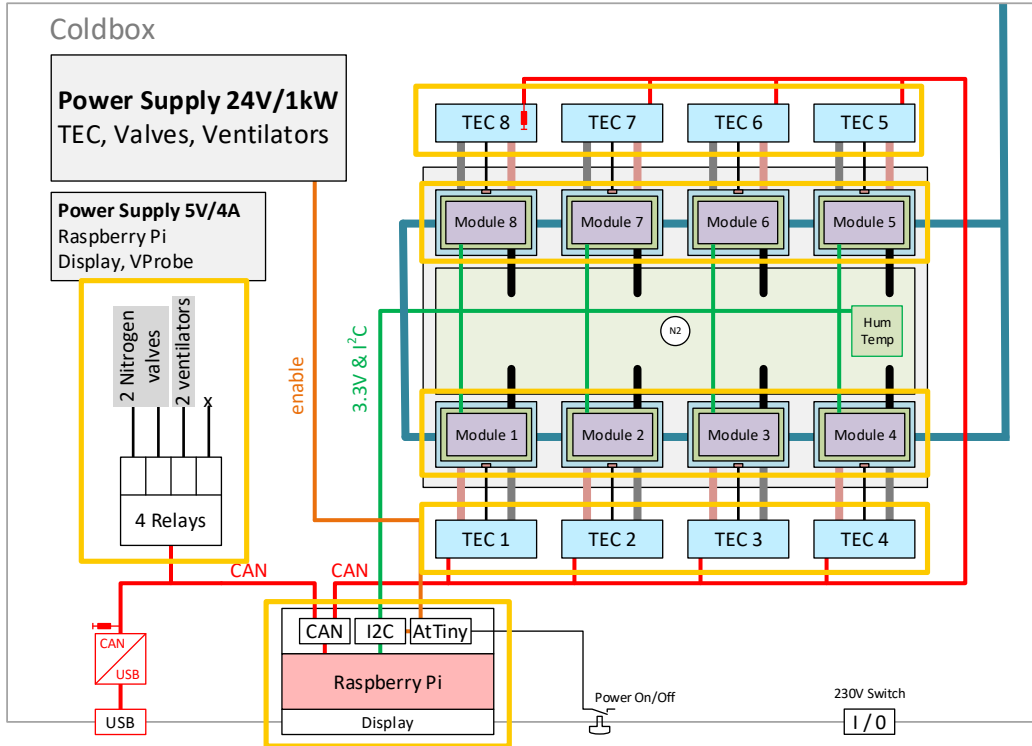 Coldbox
Power Supply 24V/1kW
TEC, Valves, Ventilators
Power Supply 5V/4A
Raspberry Pi
Display, VProbe
2 Nitrogen
valves
2 ventilators
x
4 Relays
CAN
CAN
USB
USB
enable
3.3V & I²C
CAN
TEC 8
TEC 7
TEC 6
TEC 5
Module 8
Module 7
Module 6
Module 5
N2
Hum
Temp
Module 1
Module 2
Module 3
Module 4
TEC 1
TEC 2
TEC 3
TEC 4
CAN
I2C
AtTiny
Raspberry Pi
Display
Power On/Off
230V Switch
I / 0